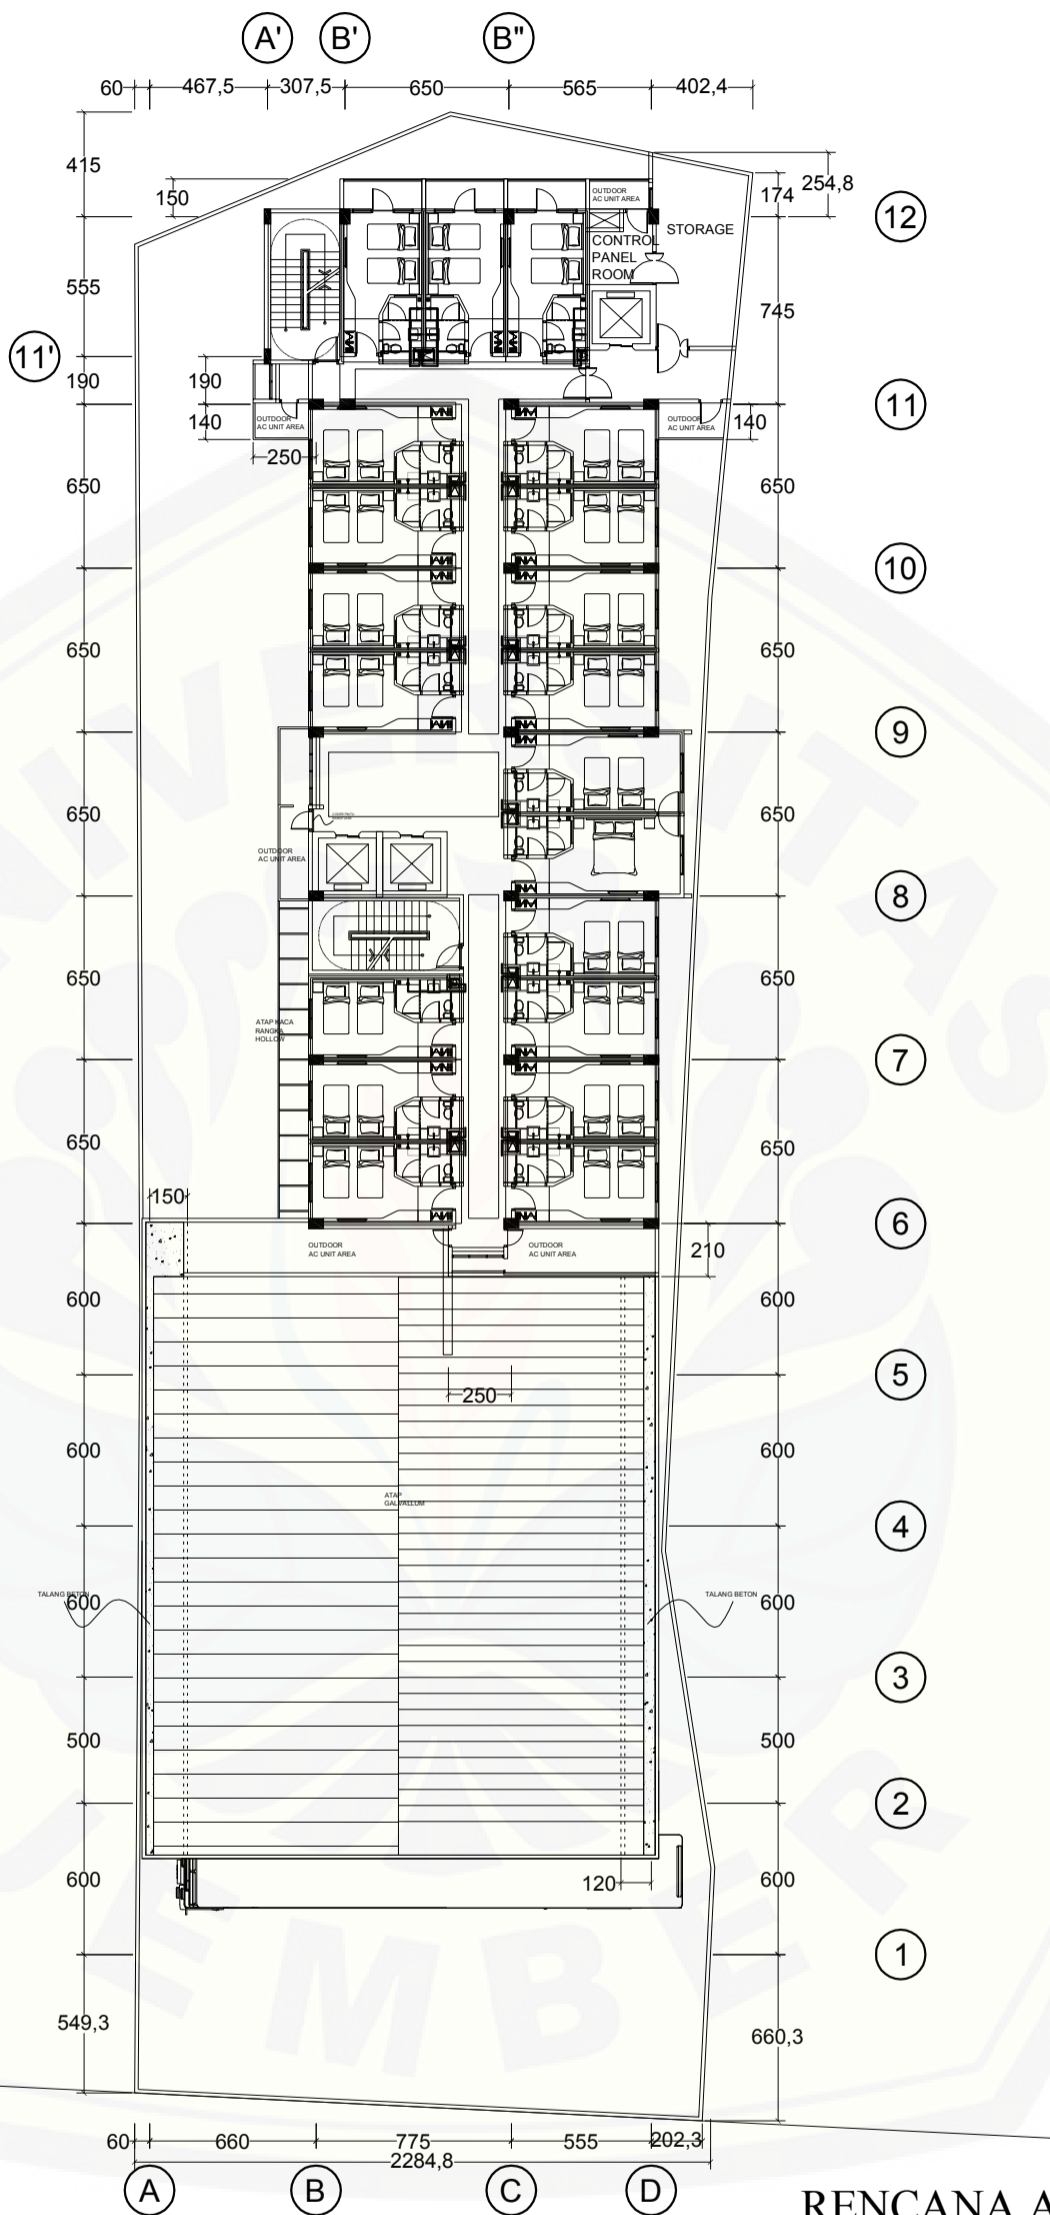 A' B' B"
60 467,5 307,5 650 565 402,4
415
150
174 254,8
12
OUTDOOR
AC UNIT AREA
STORAGE
CONTROL
PANEL
ROOM
555
745
11'
190 190
11
140
OUTDOOR
AC UNIT AREA
OUTDOOR
AC UNIT AREA
140
250
650 650
10
650 650
9
650 650
OUTDOOR
AC UNIT AREA
8
650 650
ATAP KACA
RANGKA
HOLLOW
7
650 650
150
6
OUTDOOR
AC UNIT AREA
OUTDOOR
AC UNIT AREA
210
600 600
5
250
600 600
ATAP
GALVALLUM
4
TALANG BETON
600 600
TALANG BETON
3
500 500
2
600 120 600
1
549,3
660,3
60 660 775 555 202,3
2284,8
A B C D
RENCANA A
UNIVERSITAS
JEMBER